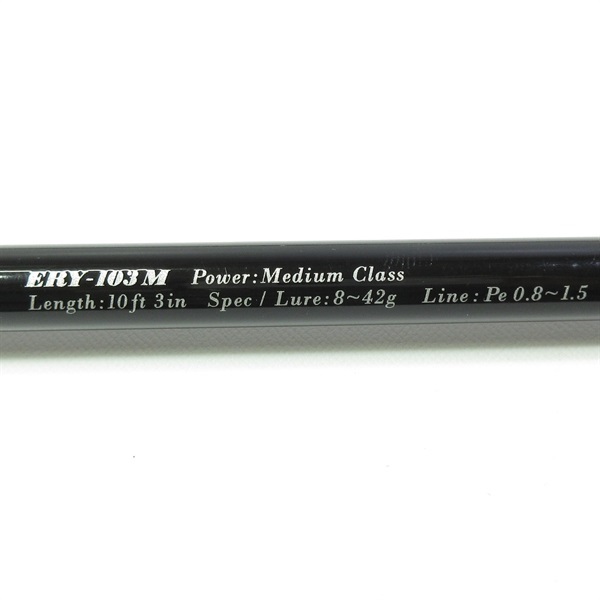 ERY-103M Power:Medium Class
Length:10ft 3in Spec / Lure:8~42g Line:Pe 0.8~1.5